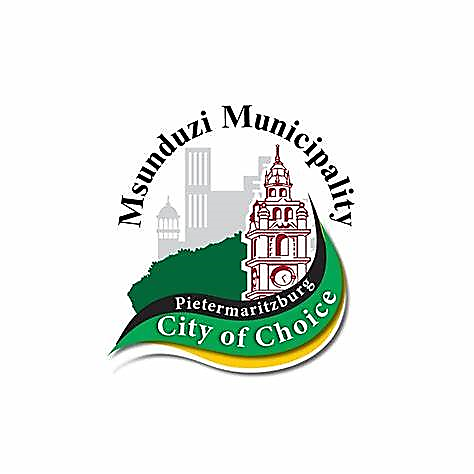 Msunduzi Municipality
Pietermaritzburg
City of Choice